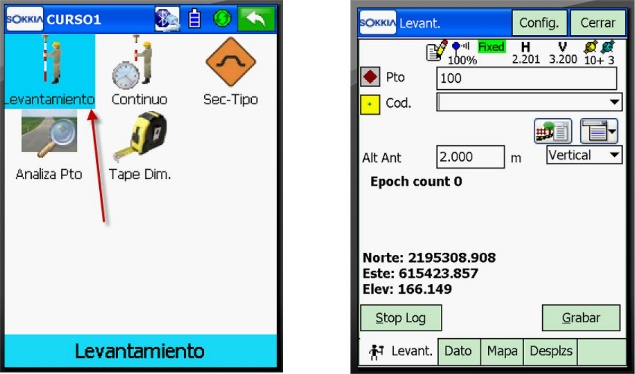 SOKKIA CURSO1
Levantamiento Continuo Sec-Tipo
Analiza Pto Tape Dim.
Levantamiento
SOKKIA Levant. Config. Cerrar
100% Fixed H 2.201 V 3.200 10+ 3
Pto 100
Cod.
Alt Ant 2.000 m Vertical
Epoch count 0
Norte: 2195308.908
Este: 615423.857
Elev: 166.149
Stop Log Grabar
Levant. Dato Mapa Desplzs